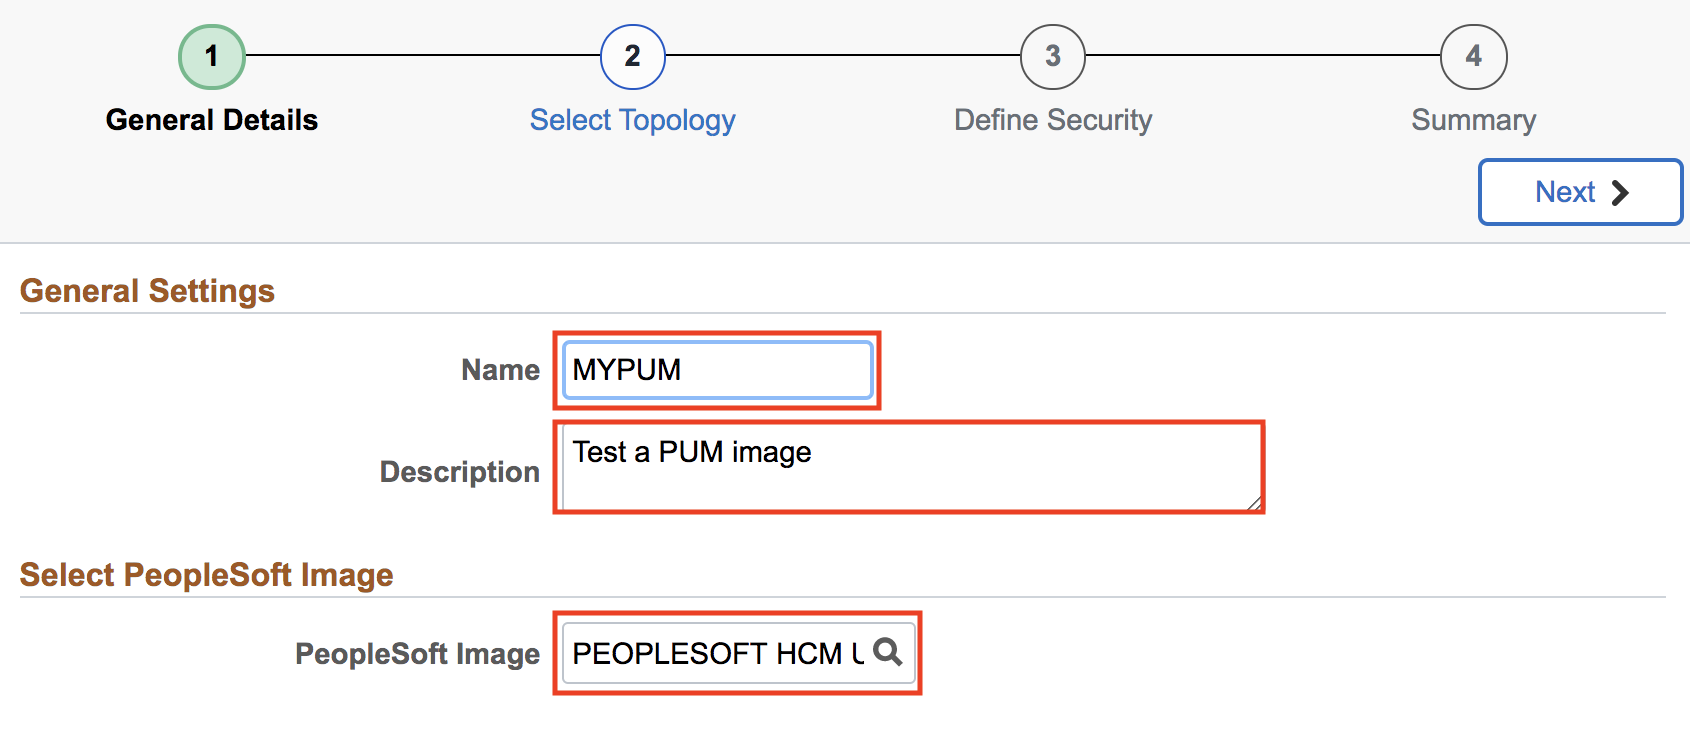 1 2 3 4
General Details Select Topology Define Security Summary
Next
General Settings
Name MYPUM
Description Test a PUM image
Select PeopleSoft Image
PeopleSoft Image PEOPLESOFT HCM